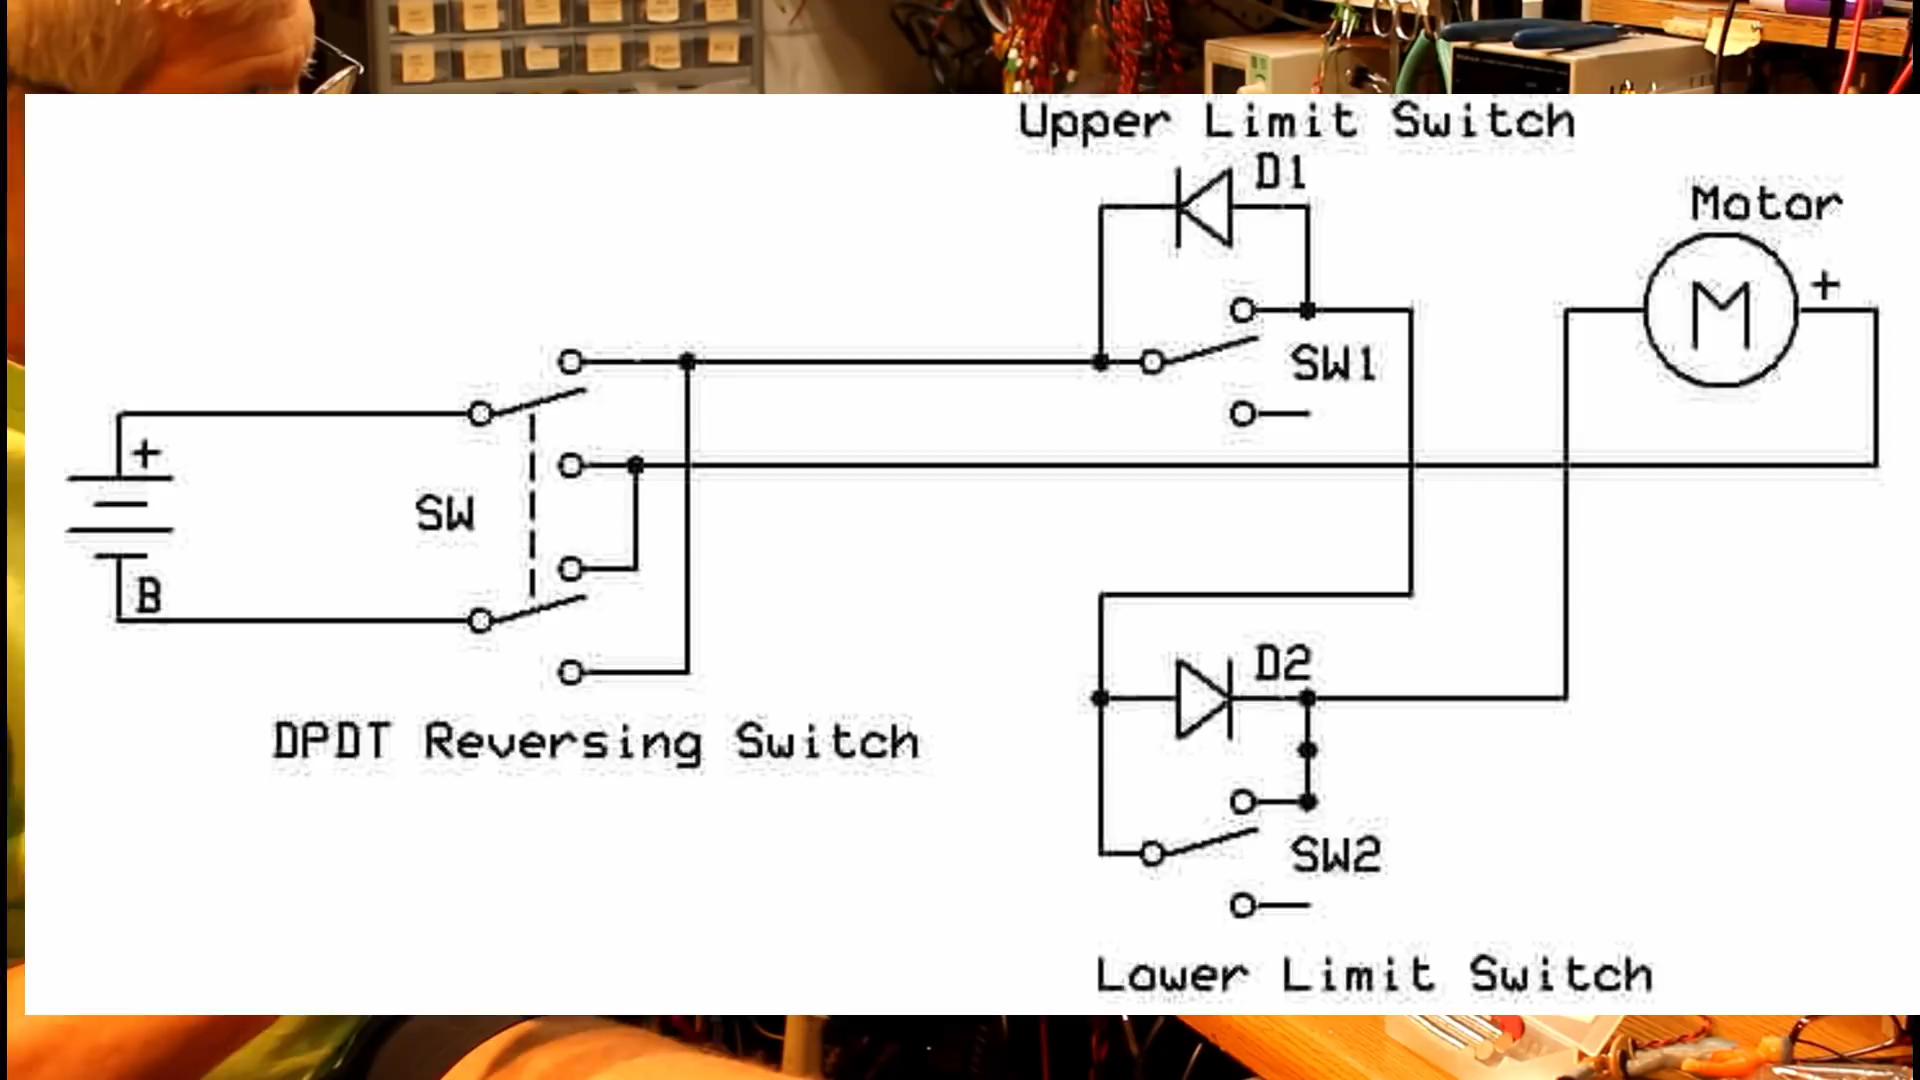 Upper Limit Switch
D1
Motor
M
+
SW1
+
SW
B
D2
DPDT Reversing Switch
SW2
Lower Limit Switch